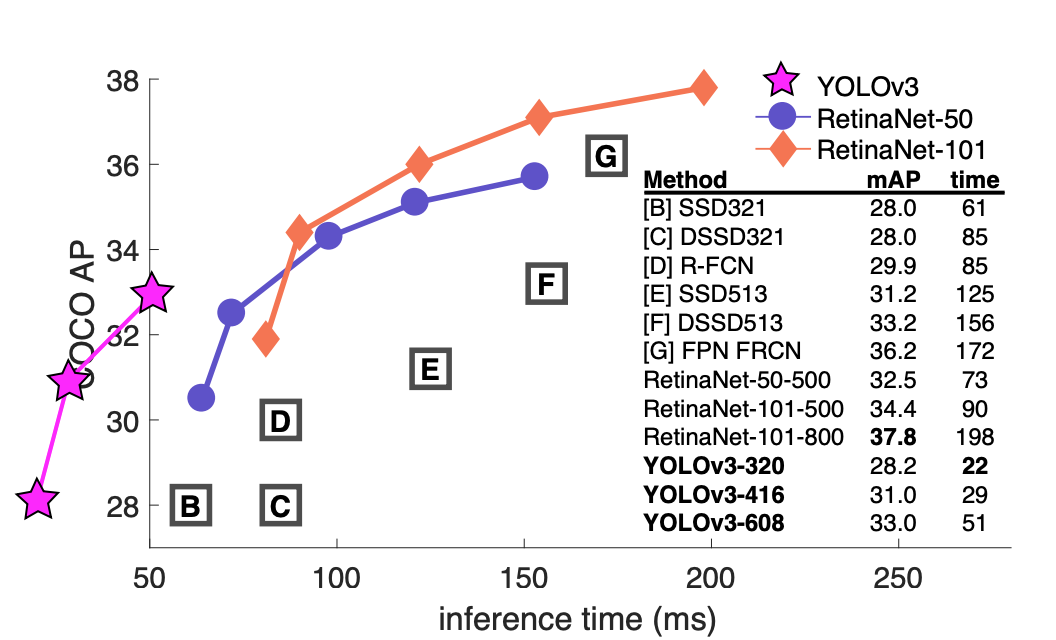 38
36
34
32
30
28
COCO AP
50 100 150 200 250
inference time (ms)
B
C
D
E
F
G
YOLOv3
RetinaNet-50
RetinaNet-101
Method mAP time
[B] SSD321 28.0 61
[C] DSSD321 28.0 85
[D] R-FCN 29.9 85
[E] SSD513 31.2 125
[F] DSSD513 33.2 156
[G] FPN FRCN 36.2 172
RetinaNet-50-500 32.5 73
RetinaNet-101-500 34.4 90
RetinaNet-101-800 37.8 198
YOLOv3-320 28.2 22
YOLOv3-416 31.0 29
YOLOv3-608 33.0 51